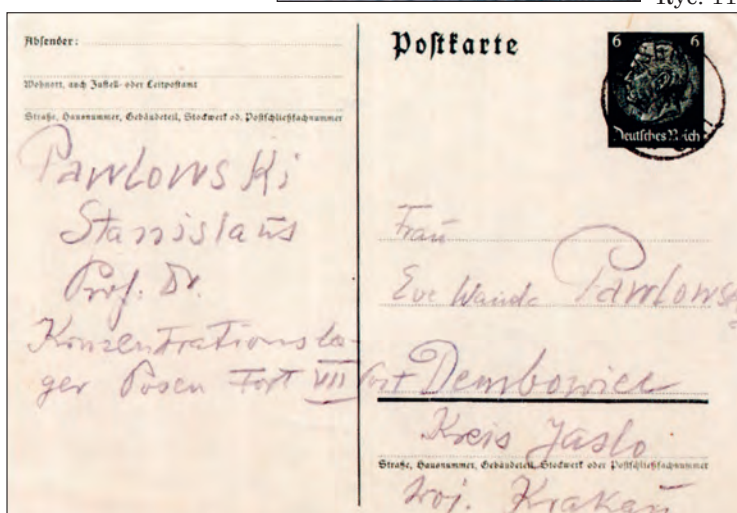 Ryc. 11
Absender:
Wohnort, auch Zustell- oder Leitpostamt
Straße, Hausnummer, Gebäudeteil, Stockwerk od. Postschließfachnummer
Pawlowski
Stanislaus
Prof. Dr.
Konzentrationsla-
ger Posen Fort VII
Postkarte
6 6
Deutsches Reich
Frau
Eve Wanda Pawlowsk
Post Dembowiec
Kreis Jaslo
Straße, Hausnummer, Gebäudeteil, Stockwerk oder Postschließfachnummer
Woj. Krakau